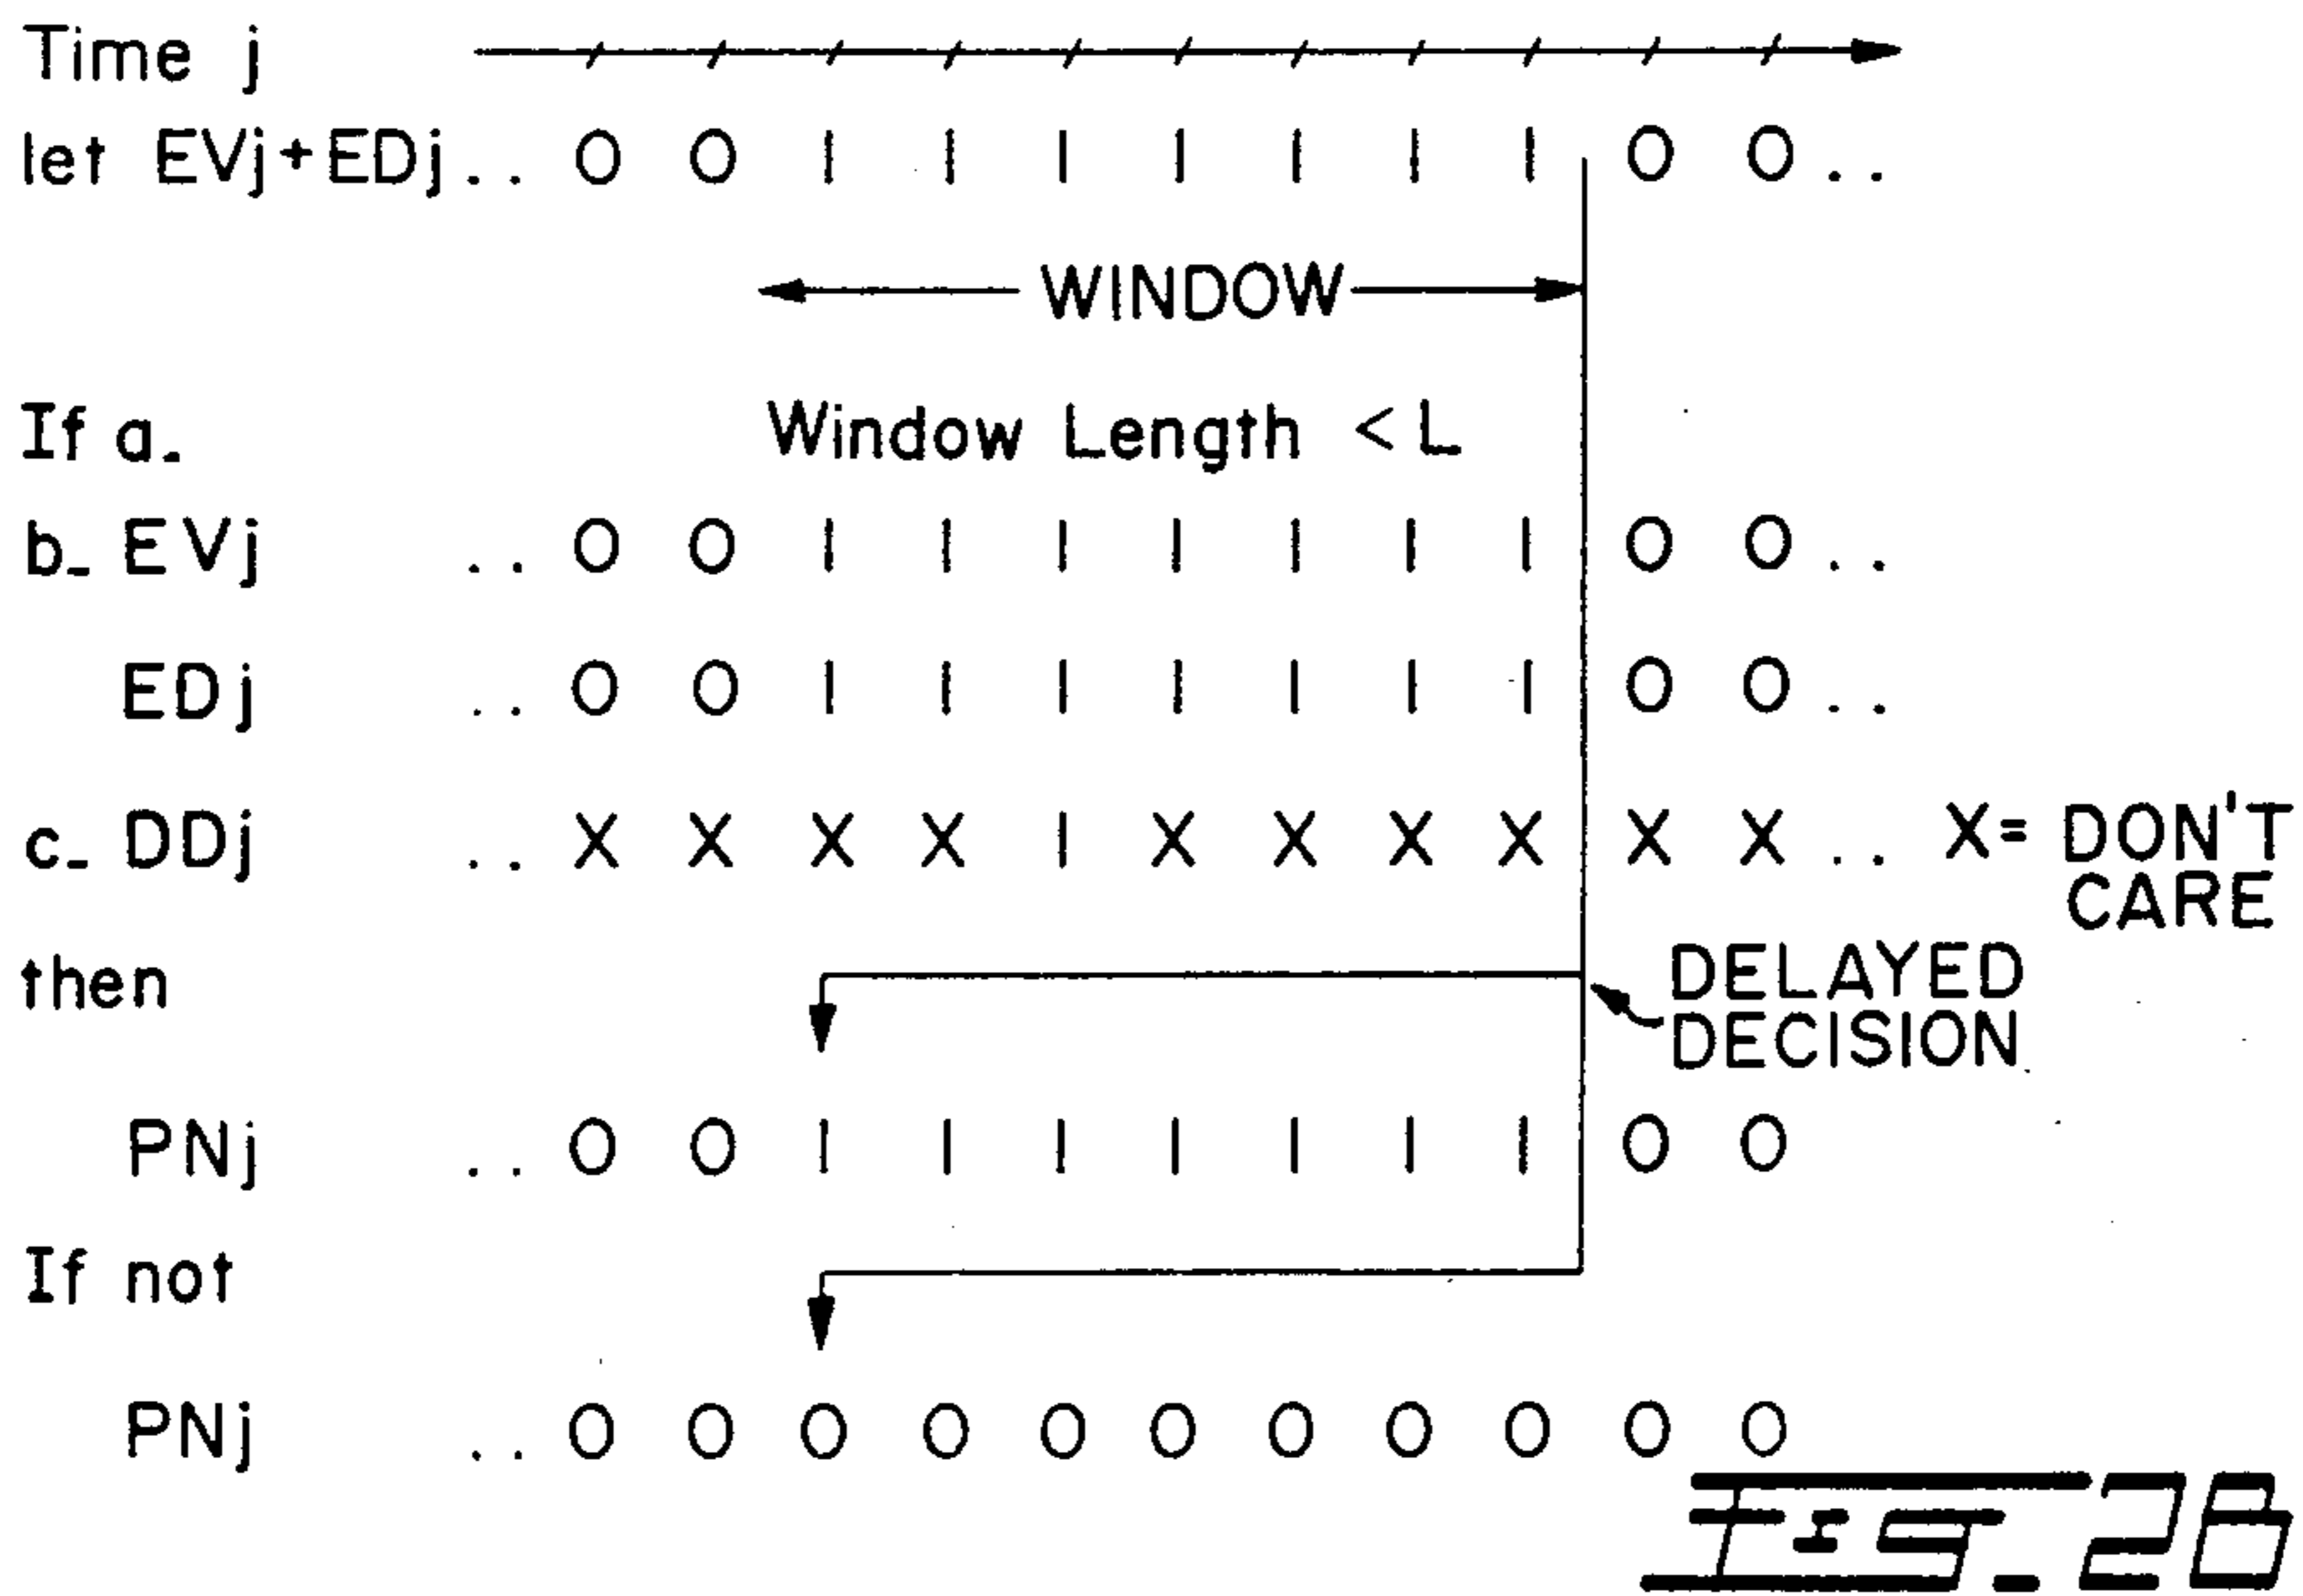 Time j
let EVj+EDj .. 0 0 1 1 1 1 1 1 1 0 0 ..
WINDOW
If a. Window Length < L
b. EVj .. 0 0 1 1 1 1 1 1 1 0 0 ..
EDj .. 0 0 1 1 1 1 1 1 1 0 0 ..
c. DDj .. X X X X 1 X X X X X X .. X= DON'T
CARE
then DELAYED
DECISION
PNj .. 0 0 1 1 1 1 1 1 1 0 0
If not
PNj .. 0 0 0 0 0 0 0 0 0 0 0
Fig. 2B